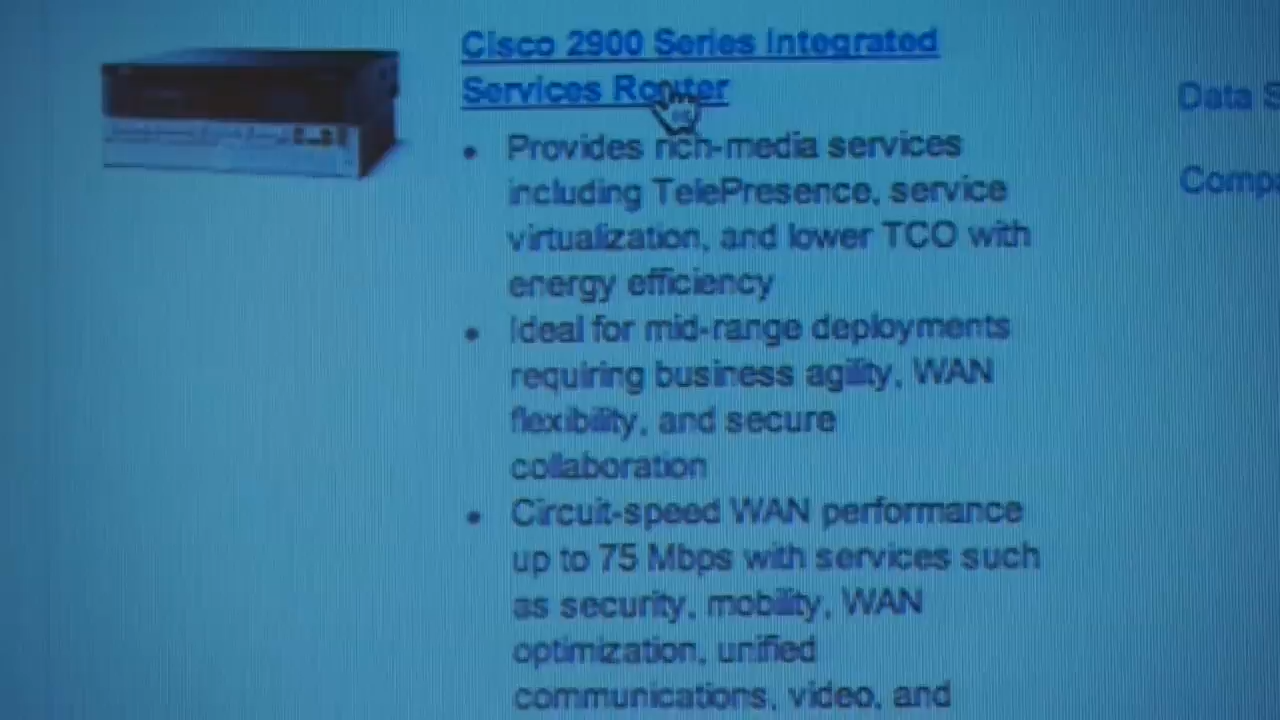 Cisco 2900 Series Integrated
Services Router
Data
• Provides rich-media services
including TelePresence, service
virtualization, and lower TCO with
energy efficiency
• Ideal for mid-range deployments
requiring business agility, WAN
flexibility, and secure
collaboration
• Circuit-speed WAN performance
up to 75 Mbps with services such
as security, mobility, WAN
optimization, unified
communications, video, and